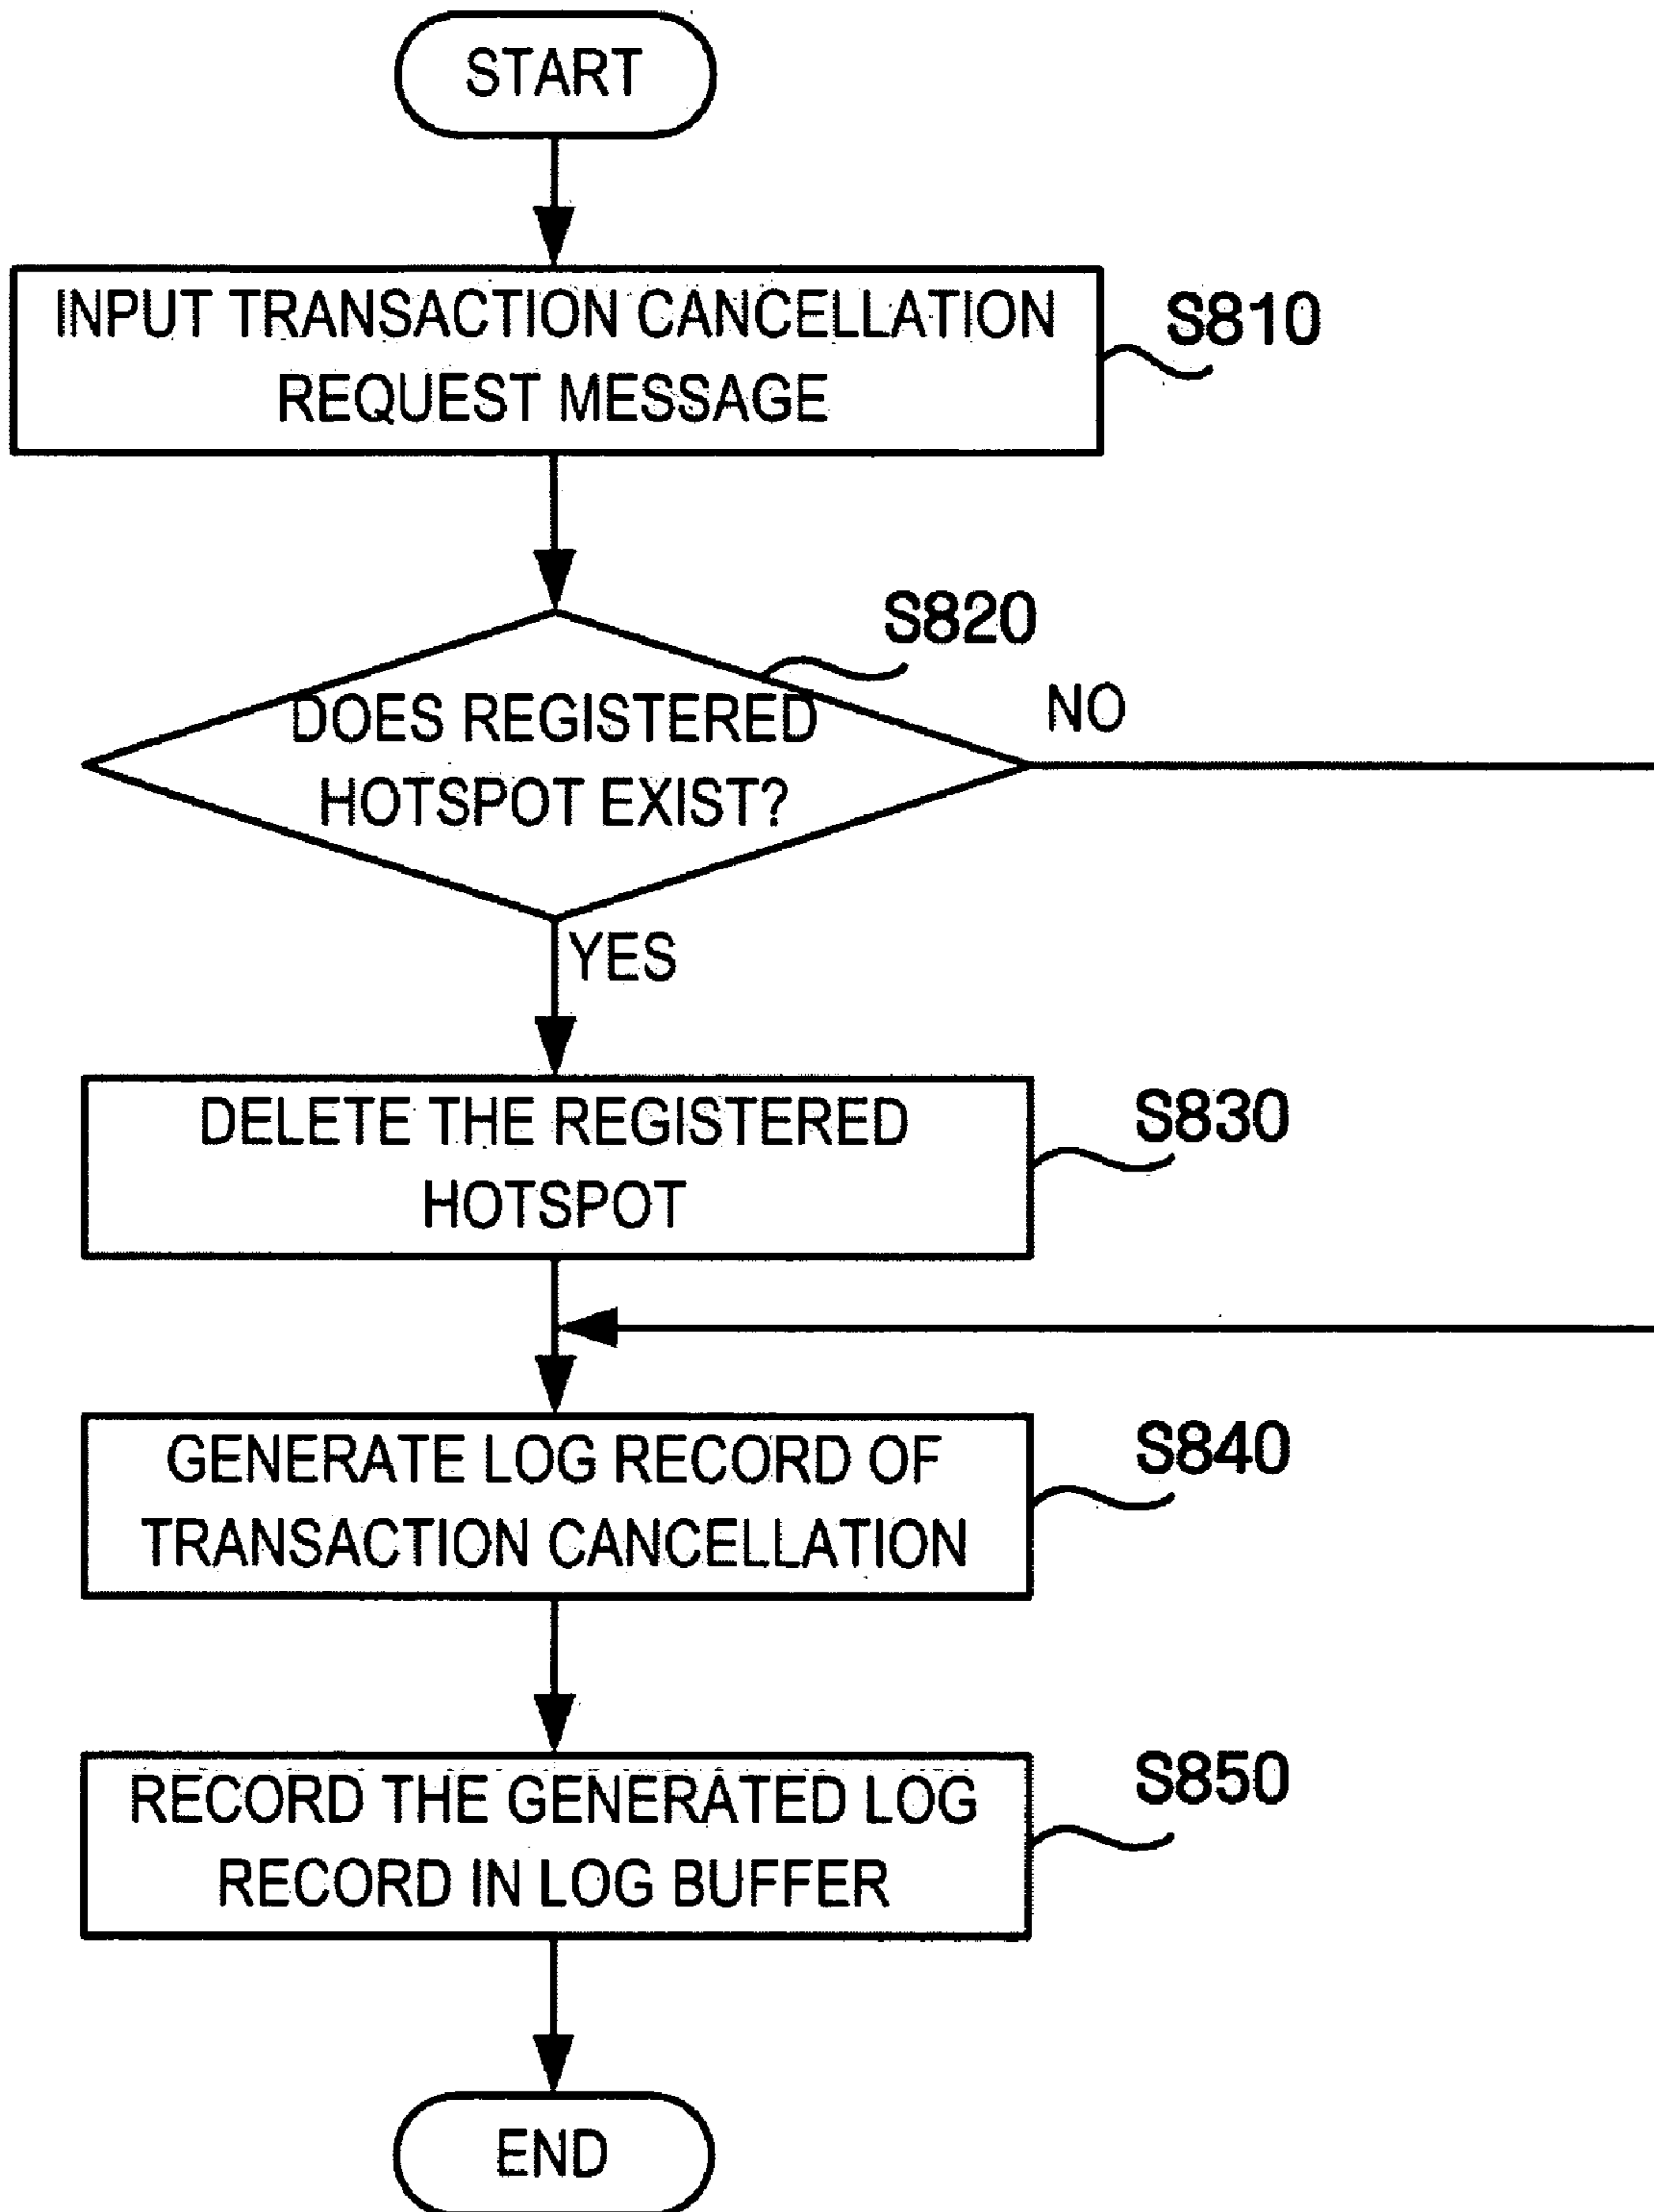 START
INPUT TRANSACTION CANCELLATION
REQUEST MESSAGE
S810
S820
DOES REGISTERED
HOTSPOT EXIST?
NO
YES
DELETE THE REGISTERED
HOTSPOT
S830
GENERATE LOG RECORD OF
TRANSACTION CANCELLATION
S840
RECORD THE GENERATED LOG
RECORD IN LOG BUFFER
S850
END